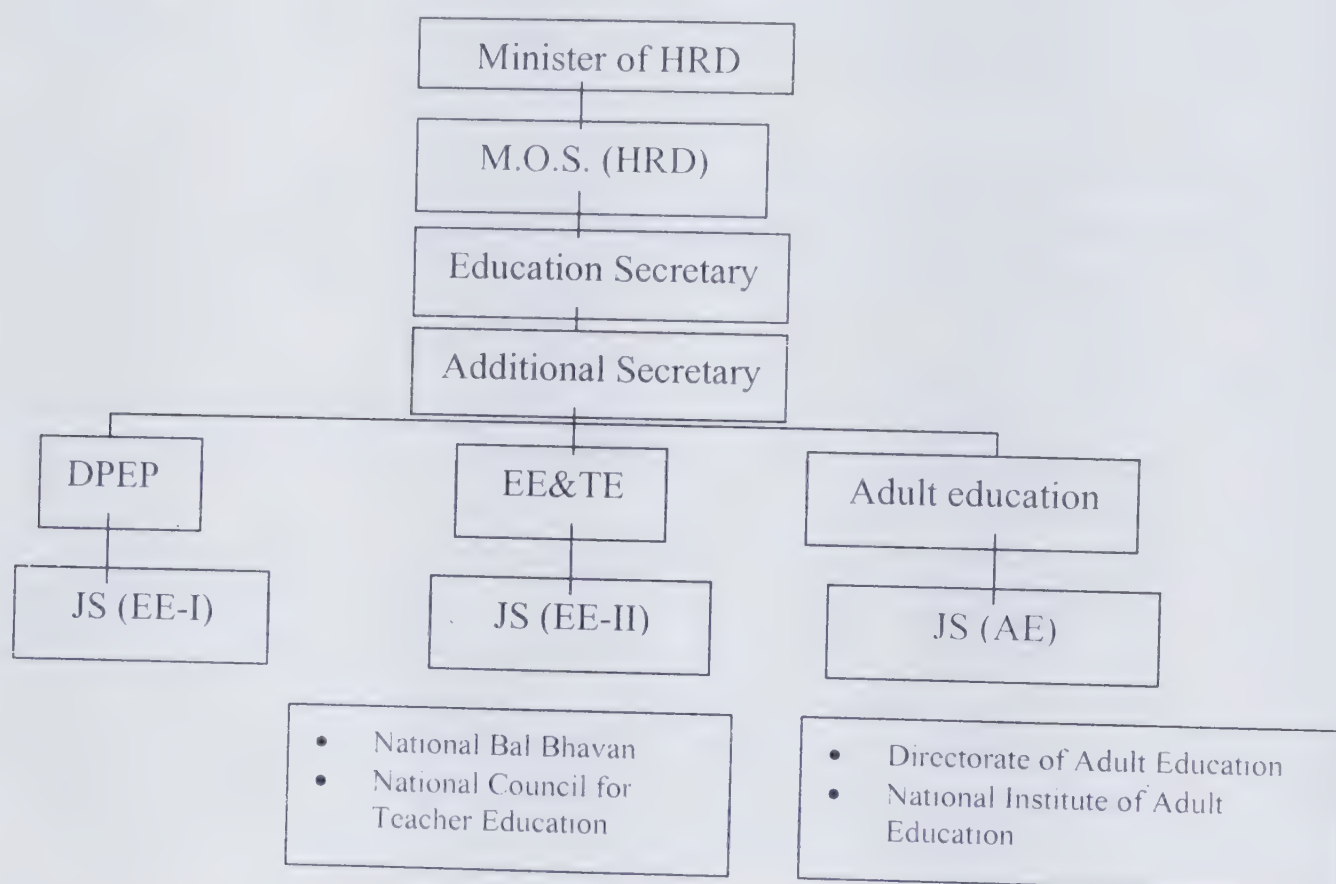 Minister of HRD
M.O.S. (HRD)
Education Secretary
Additional Secretary
DPEP
EE&TE
Adult education
JS (EE-I)
JS (EE-II)
JS (AE)
• National Bal Bhavan
• National Council for
Teacher Education
• Directorate of Adult Education
• National Institute of Adult
Education